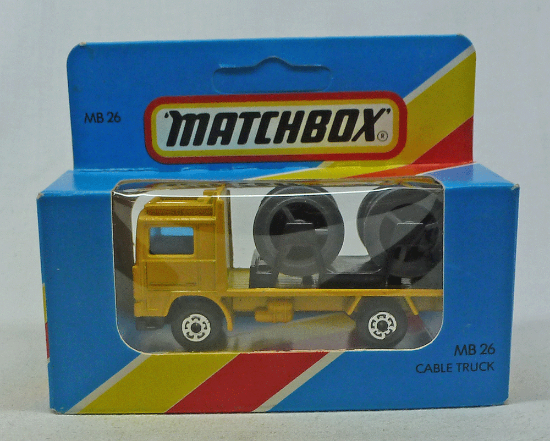 MB 26
"MATCHBOX"®
MB 26
CABLE TRUCK